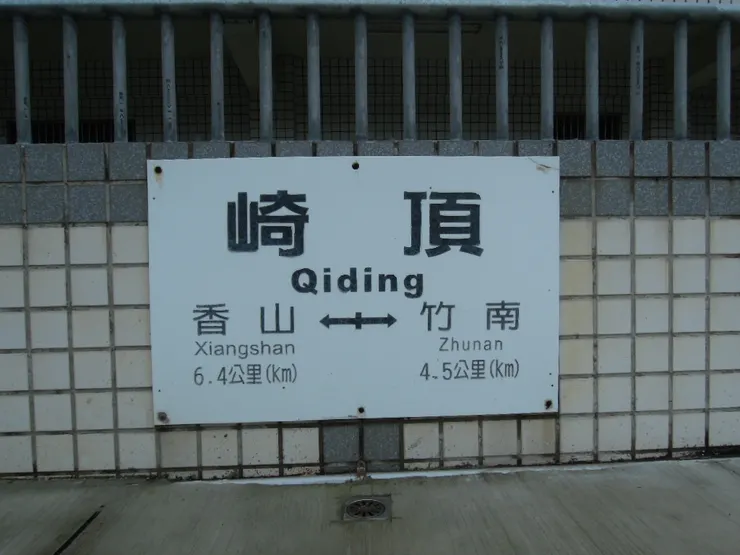 崎頂
Qiding
香山 ↔ 竹南
Xiangshan Zhunan
6.4公里(km) 4.5公里(km)